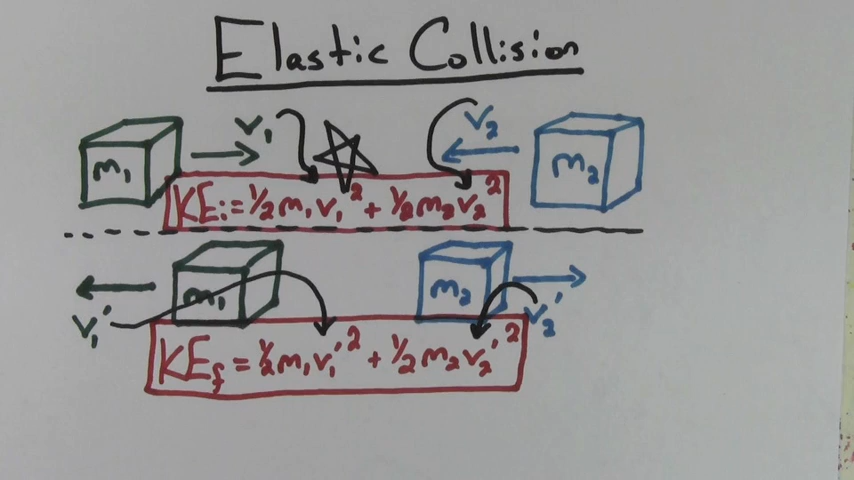 Elastic Collision
v₁ v₂
m₁ m₂
KEᵢ = ½m₁v₁² + ½m₂v₂²
m₁ m₂
v₁' v₂'
KE_f = ½m₁v₁'² + ½m₂v₂'²